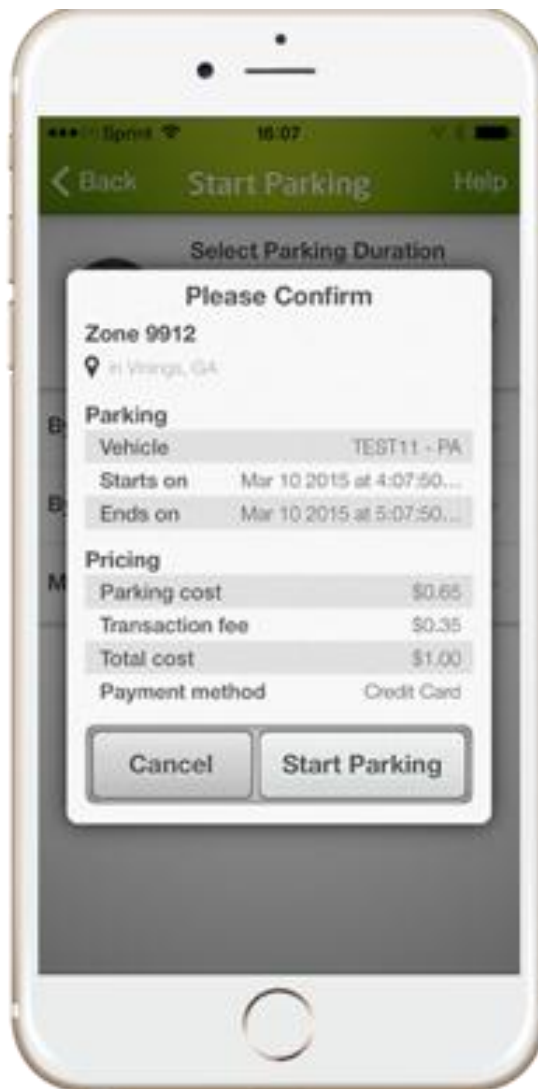 Sprint 16:07
Back Start Parking Help
Select Parking Duration
Please Confirm
Zone 9912
in Vinings, GA
Parking
Vehicle TEST11 - PA
Starts on Mar 10 2015 at 4:07:50...
Ends on Mar 10 2015 at 5:07:50...
Pricing
Parking cost $0.65
Transaction fee $0.35
Total cost $1.00
Payment method Credit Card
Cancel Start Parking